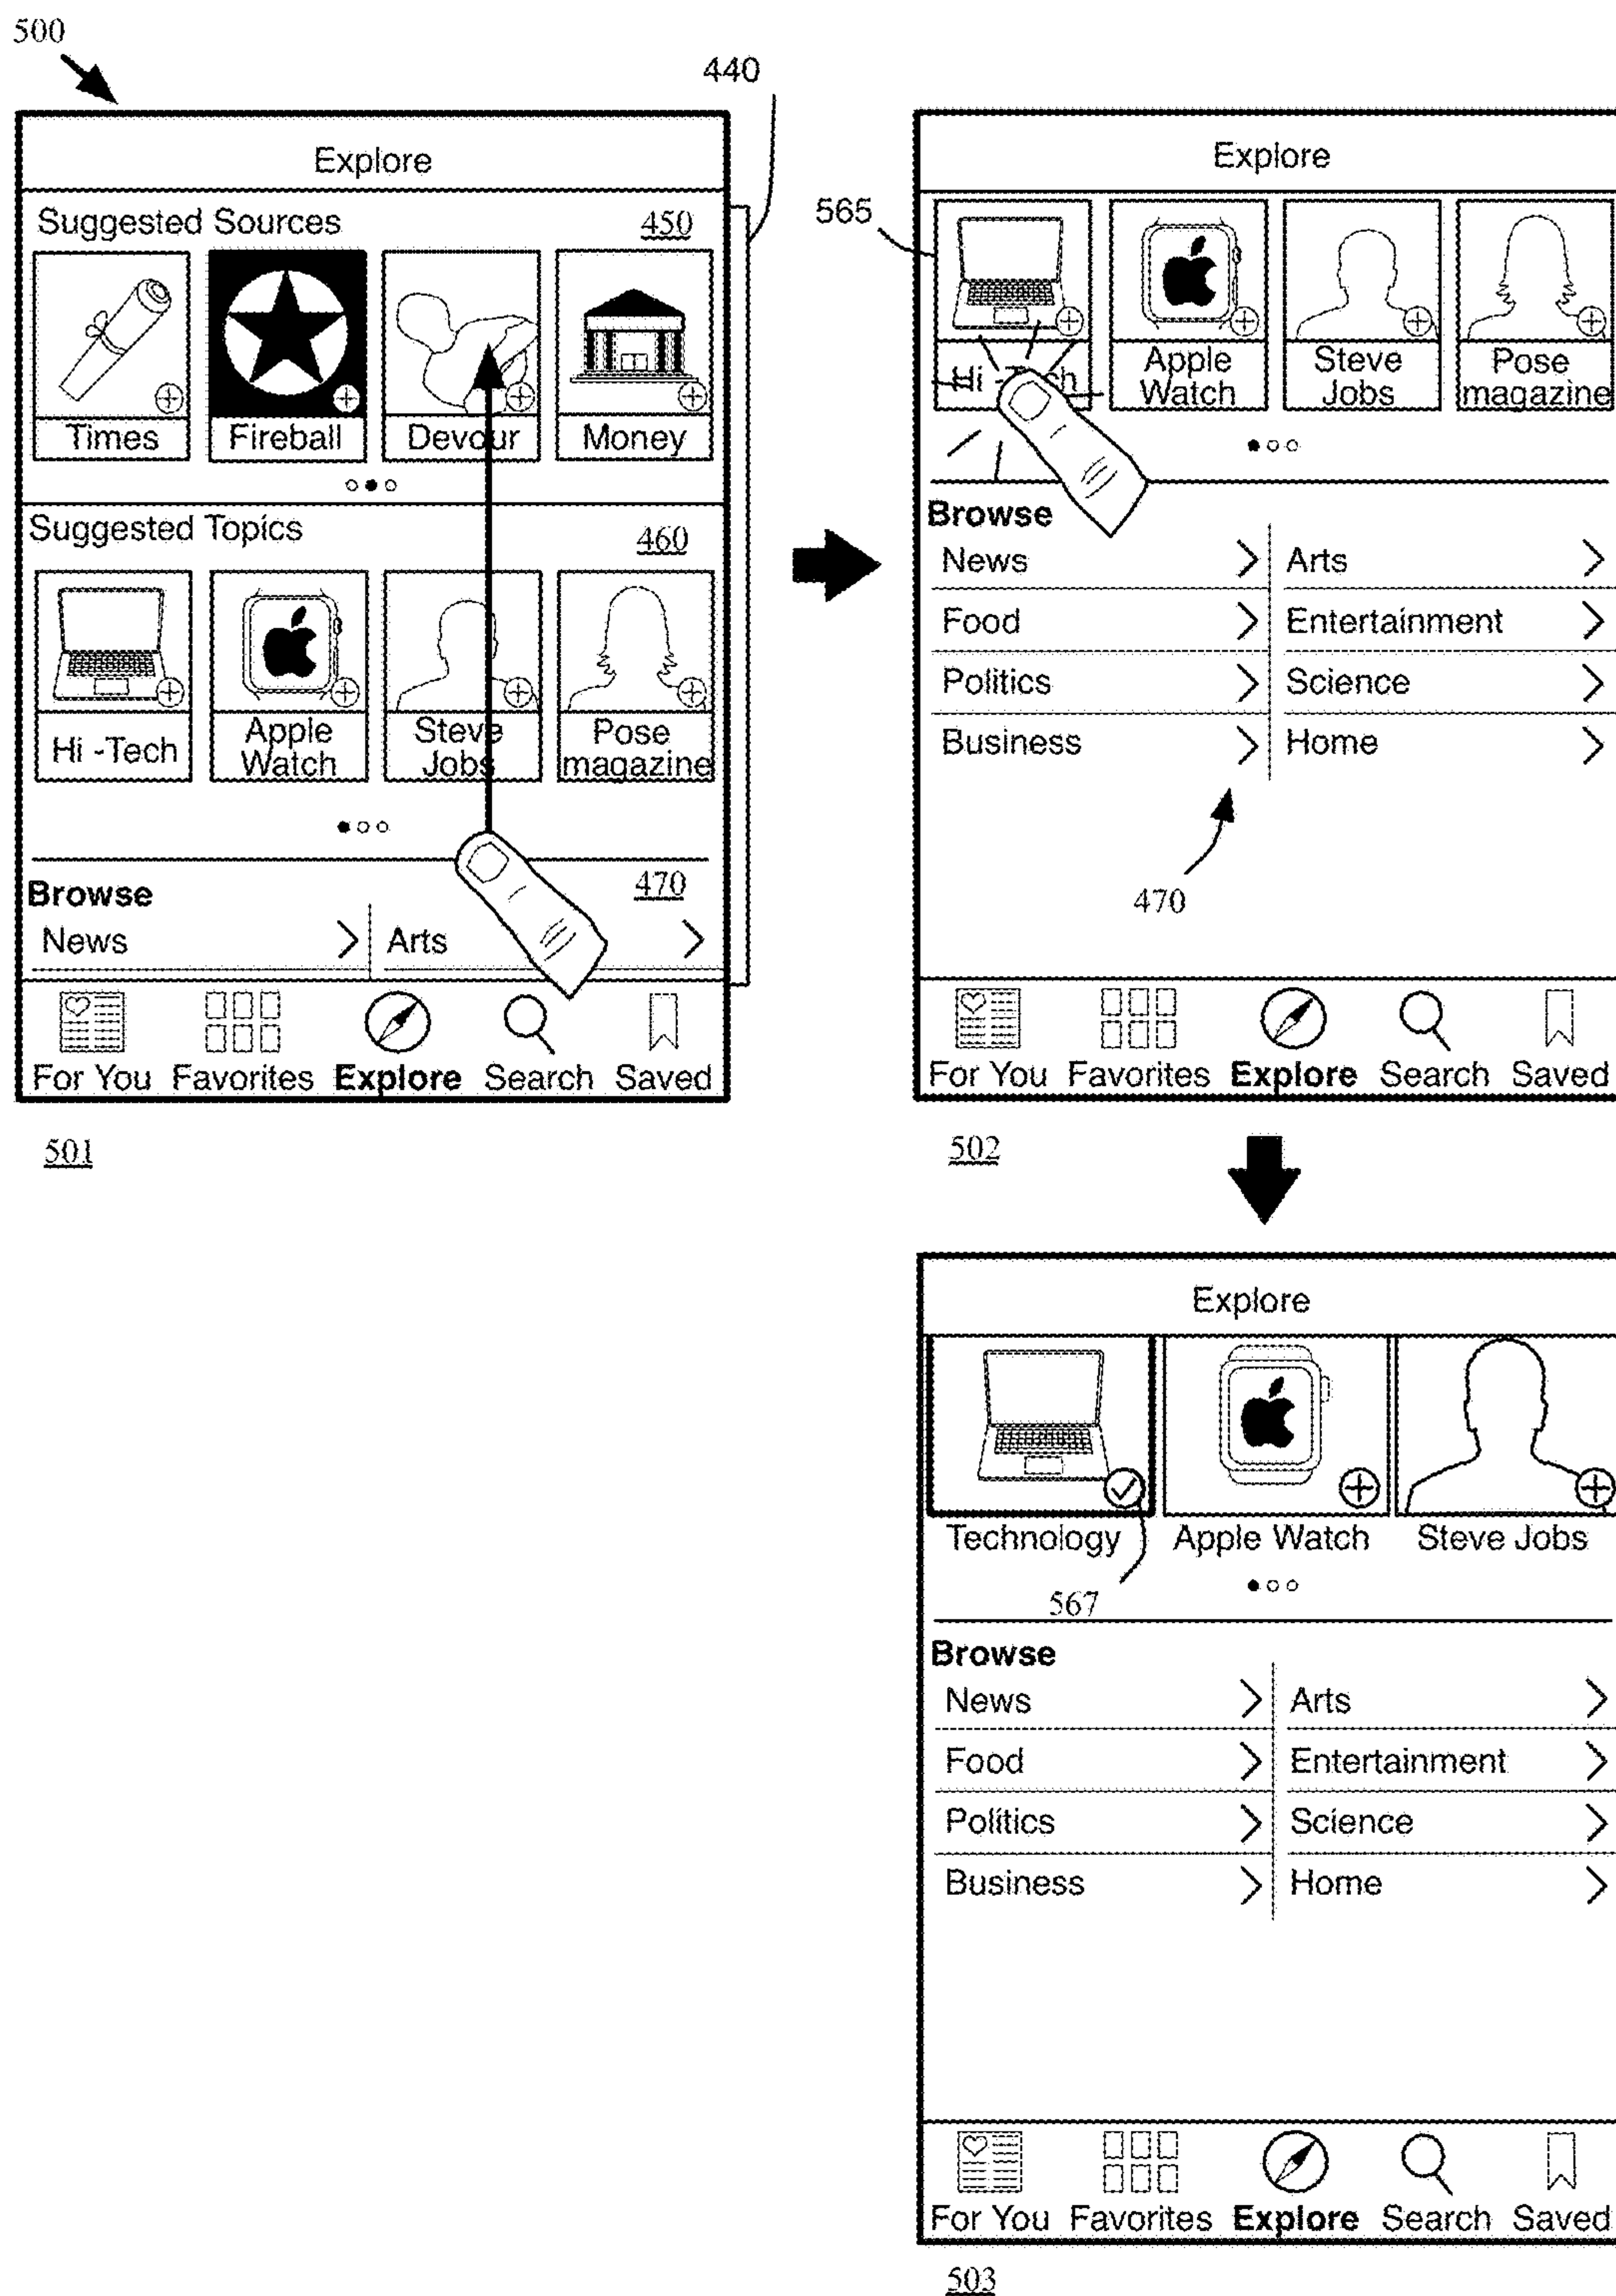 500
440
Explore
Suggested Sources 450
Times Fireball Devour Money
Suggested Topics 460
Hi -Tech Apple Watch Steve Jobs Pose magazine
Browse 470
News Arts
For You Favorites Explore Search Saved
501
Explore
565
Hi -Tech Apple Watch Steve Jobs Pose magazine
Browse
News Arts
Food Entertainment
Politics Science
Business Home
470
For You Favorites Explore Search Saved
502
Explore
Technology Apple Watch Steve Jobs
567
Browse
News Arts
Food Entertainment
Politics Science
Business Home
For You Favorites Explore Search Saved
503